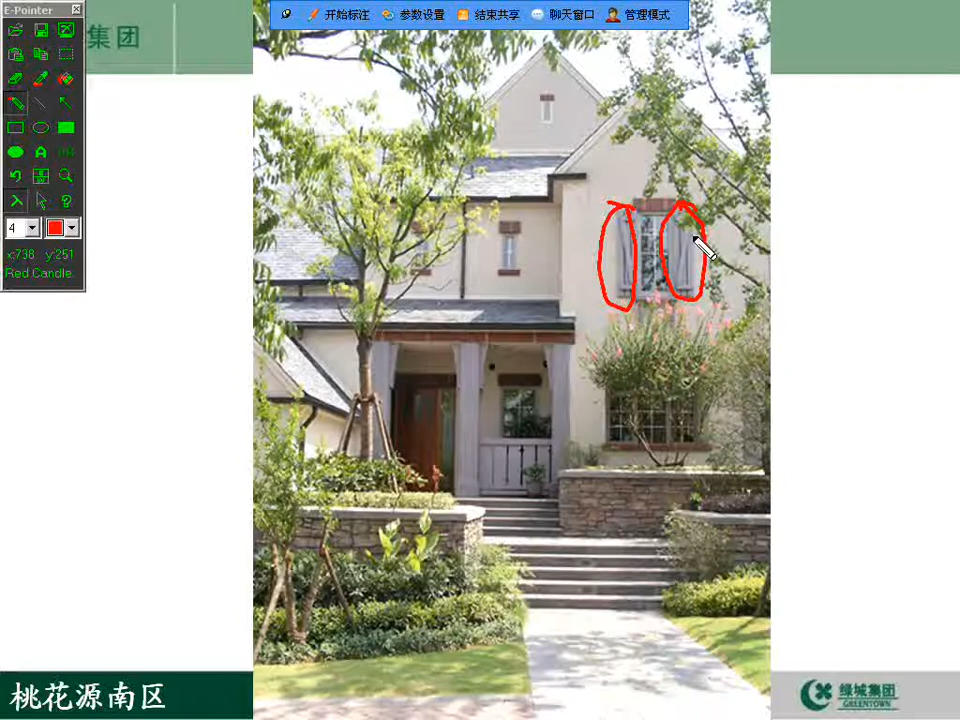 E-Pointer
开始标注 参数设置 结束共享 聊天窗口 管理模式
集团
4
x:738 y:251
Red Candle.
桃花源南区
绿城集团
GREENTOWN